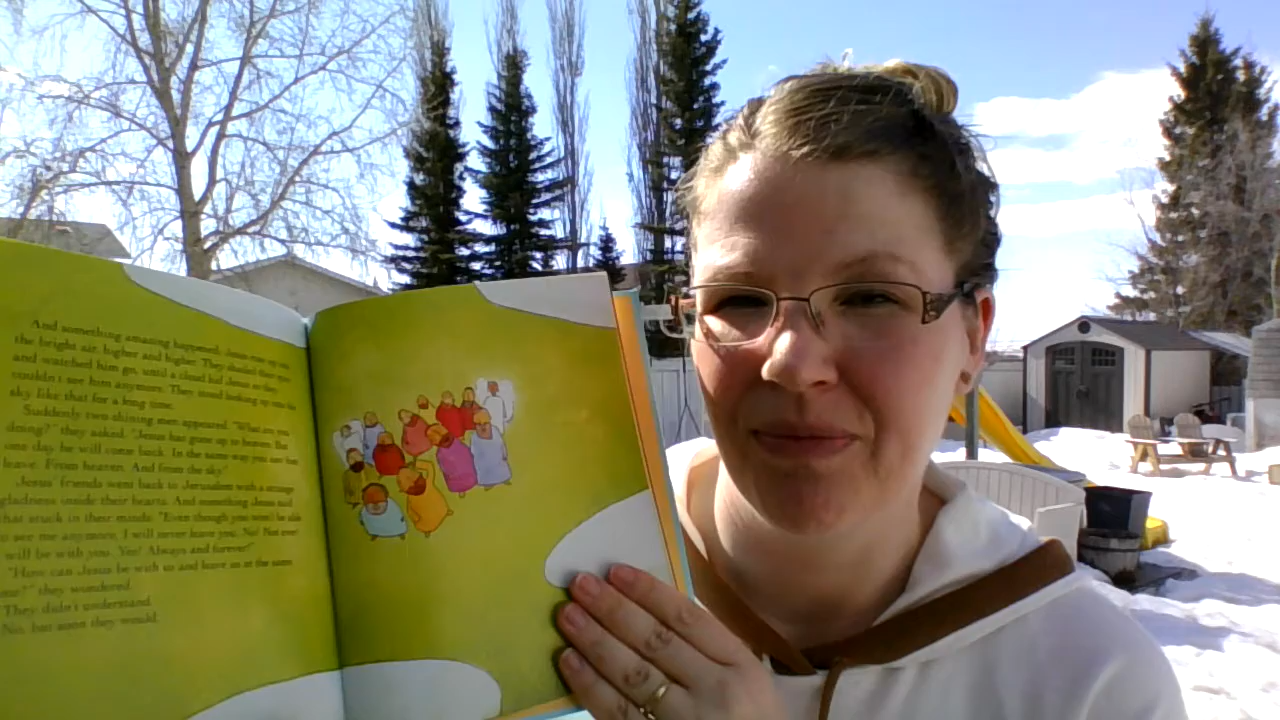 And something amazing happened: Jesus rose up into
the bright air, higher and higher. They shaded their eyes
and watched him go, until a cloud hid Jesus so they
couldn't see him anymore. They stood looking up into the
sky like that for a long time.
Suddenly two shining men appeared. "What are you
doing?" they asked. "Jesus has gone up to heaven. But
one day he will come back. In the same way you saw him
leave. From heaven. And from the sky."
Jesus' friends went back to Jerusalem with a strange
gladness inside their hearts. And something Jesus said
that stuck in their minds: "Even though you won't be able
to see me anymore, I will never leave you. No! Not ever
will be with you. Yes! Always and forever!"
"How can Jesus be with us and leave us at the same
" they wondered.
They didn't understand.
No, but soon they would.